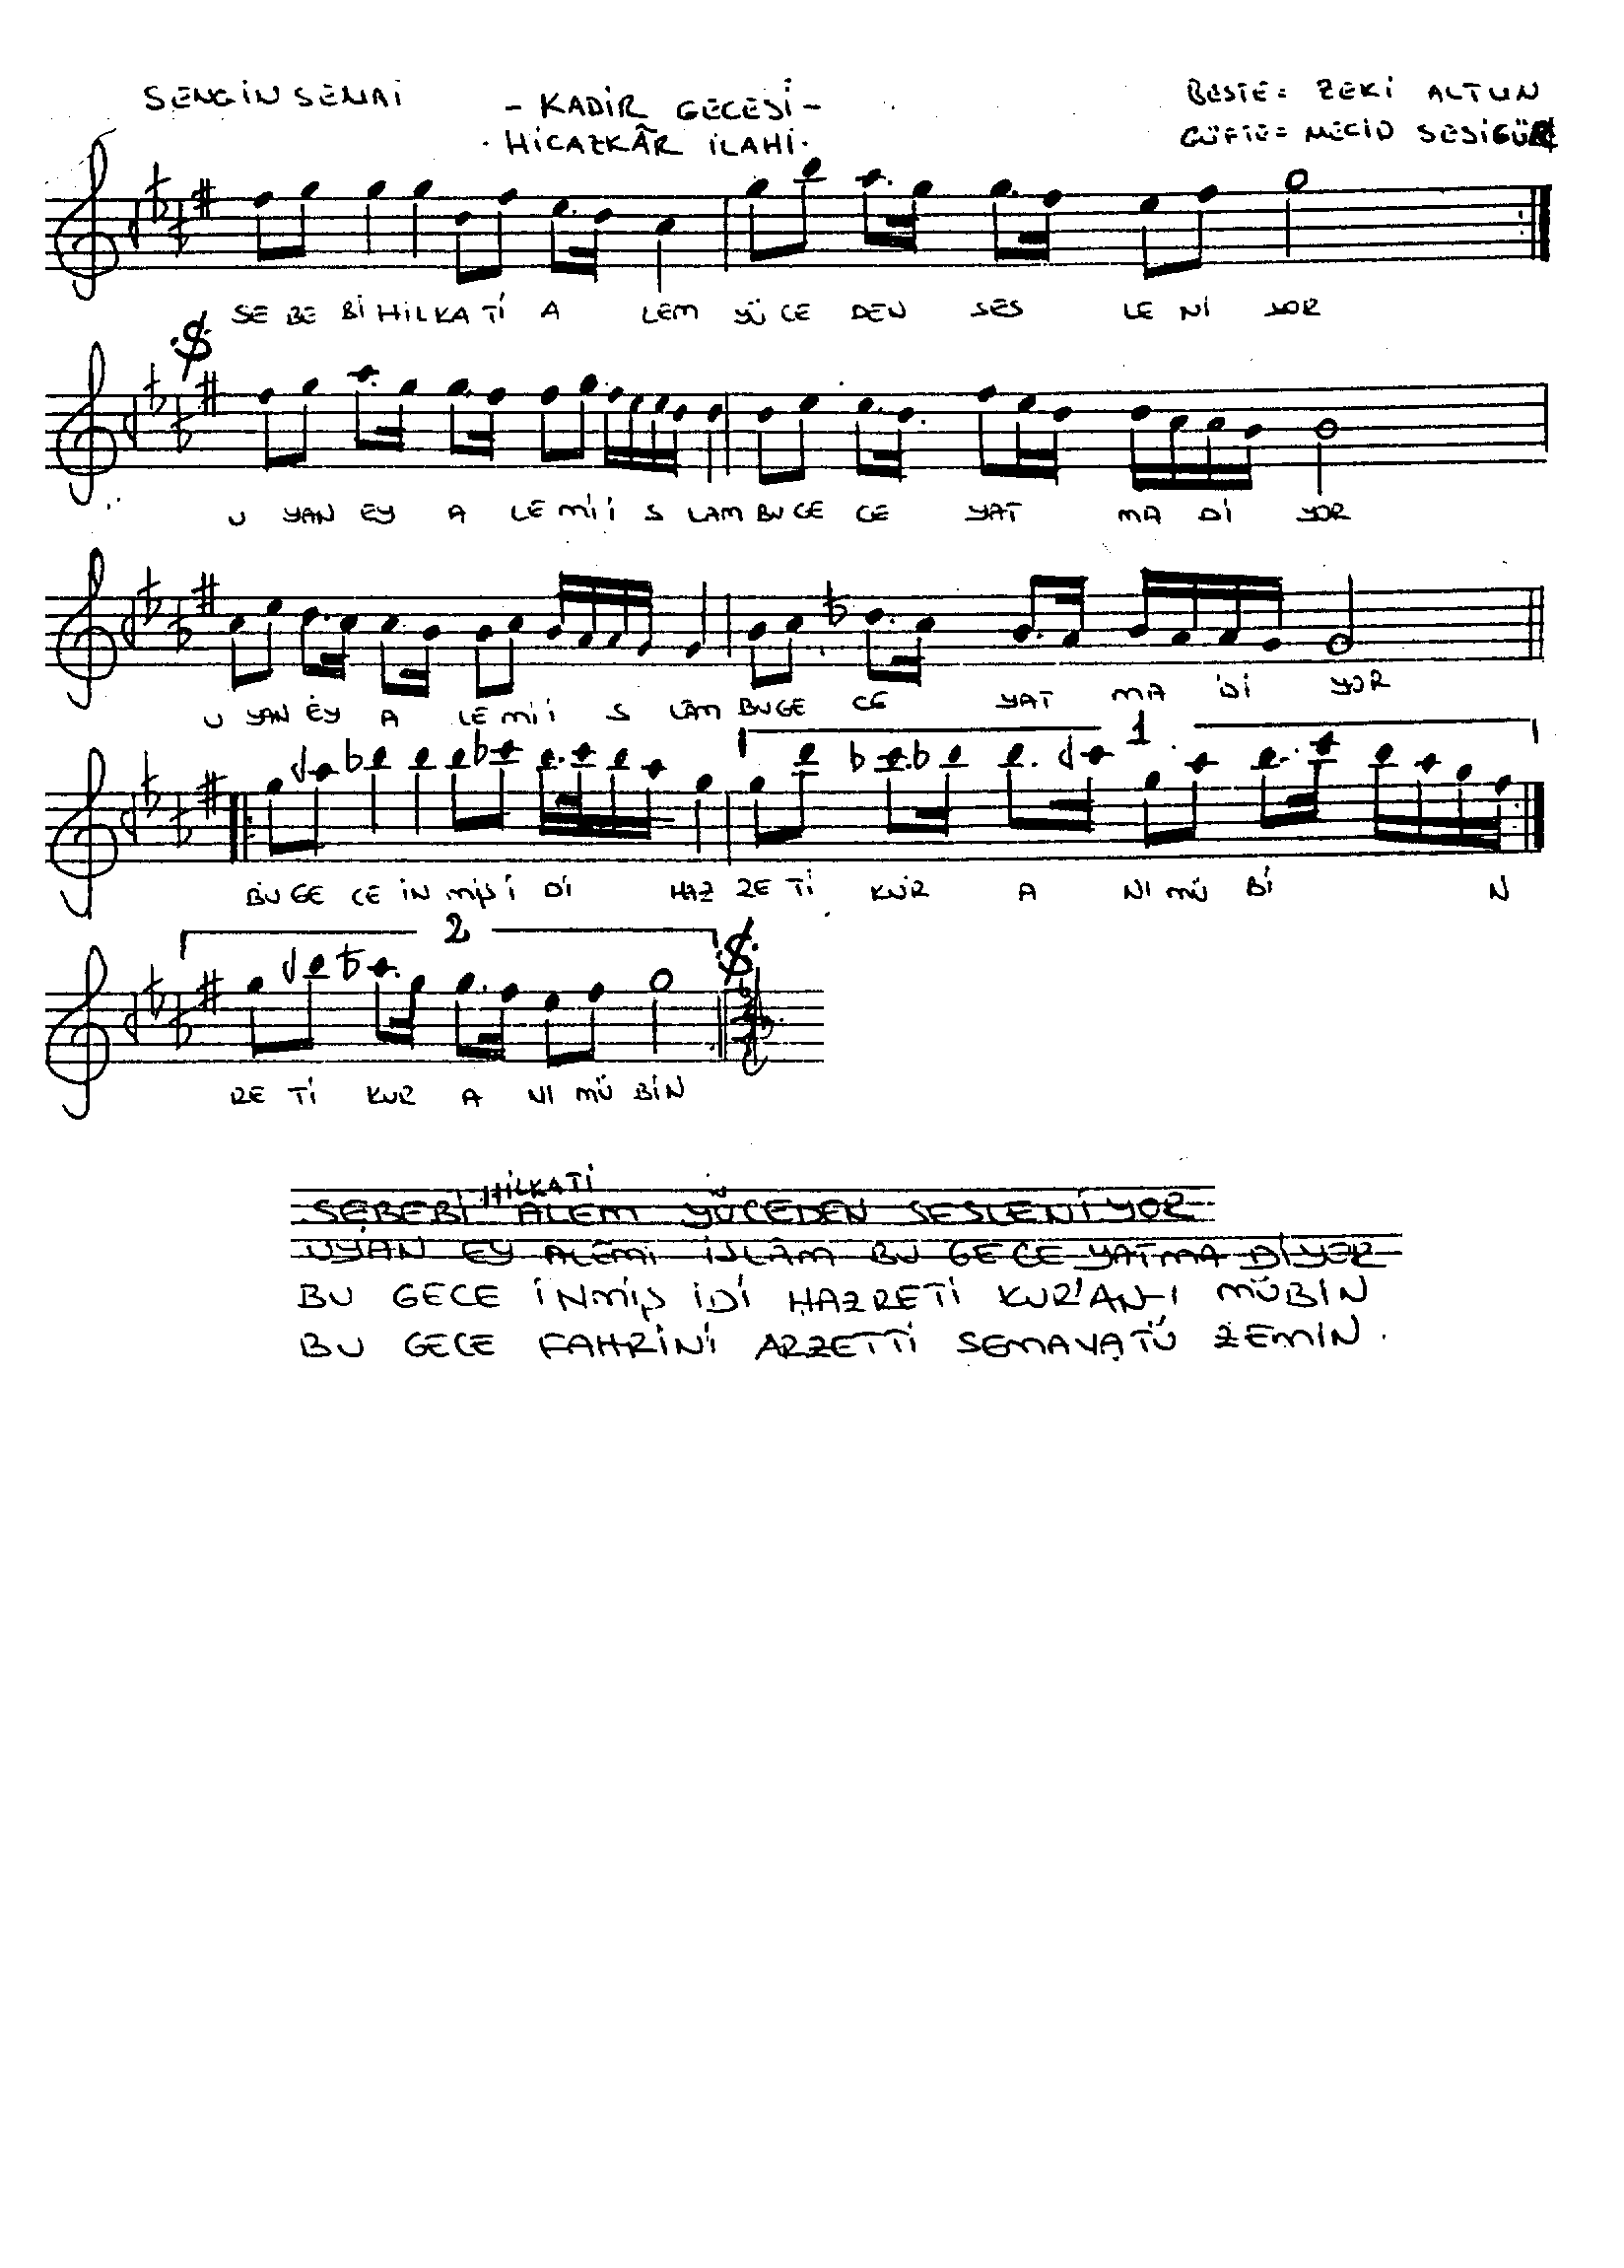 SENGİN SEMAİ
- KADİR GECESİ -
· HİCAZKÂR İLAHİ ·
BESTE = ZEKİ ALTUN
GÜFTE = MECİD SESİGÜR
SE BE Bİ HİLKA Tİ A LEM YÜ CE DEN SES LE Nİ YOR
U YAN EY A LE Mİ İ S LAM BU GE CE YAT MA Dİ YOR
U YAN EY A LE Mİ İ S LÂM BU GE CE YAT MA Dİ YOR
1
BU GE CE İN MİŞ İ Dİ HAZ RE Tİ KUR A NI MÜ Bİ N
2
RE Tİ KUR A NI MÜ BİN
SEBEBİ HİLKATİ ALEM YÜCEDEN SESLENİYOR
UYAN EY ALEMİ İSLÂM BU GECE YATMA DİYOR
BU GECE İNMİŞ İDİ HAZRETİ KUR'AN-I MÜBİN
BU GECE FAHRİNİ ARZETTİ SEMAVATÜ ZEMİN .